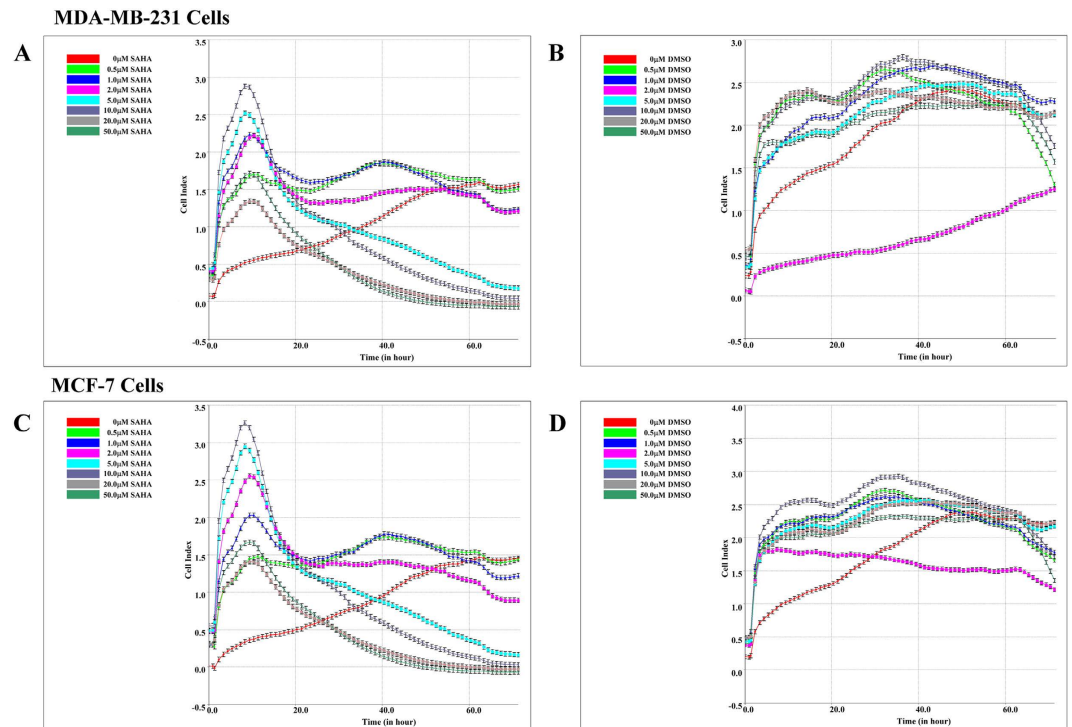 MDA-MB-231 Cells
A
3.5
3.0
2.5
2.0
1.5
1.0
0.5
0.0
-0.5
Cell Index
0μM SAHA
0.5μM SAHA
1.0μM SAHA
2.0μM SAHA
5.0μM SAHA
10.0μM SAHA
20.0μM SAHA
50.0μM SAHA
0.0 20.0 40.0 60.0
Time (in hour)
B
3.0
2.5
2.0
1.5
1.0
0.5
0.0
-0.5
Cell Index
0μM DMSO
0.5μM DMSO
1.0μM DMSO
2.0μM DMSO
5.0μM DMSO
10.0μM DMSO
20.0μM DMSO
50.0μM DMSO
0.0 20.0 40.0 60.0
Time (in hour)
MCF-7 Cells
C
3.5
3.0
2.5
2.0
1.5
1.0
0.5
0.0
-0.5
Cell Index
0μM SAHA
0.5μM SAHA
1.0μM SAHA
2.0μM SAHA
5.0μM SAHA
10.0μM SAHA
20.0μM SAHA
50.0μM SAHA
0.0 20.0 40.0 60.0
Time (in hour)
D
4.0
3.5
3.0
2.5
2.0
1.5
1.0
0.5
0.0
-0.5
Cell Index
0μM DMSO
0.5μM DMSO
1.0μM DMSO
2.0μM DMSO
5.0μM DMSO
10.0μM DMSO
20.0μM DMSO
50.0μM DMSO
0.0 20.0 40.0 60.0
Time (in hour)